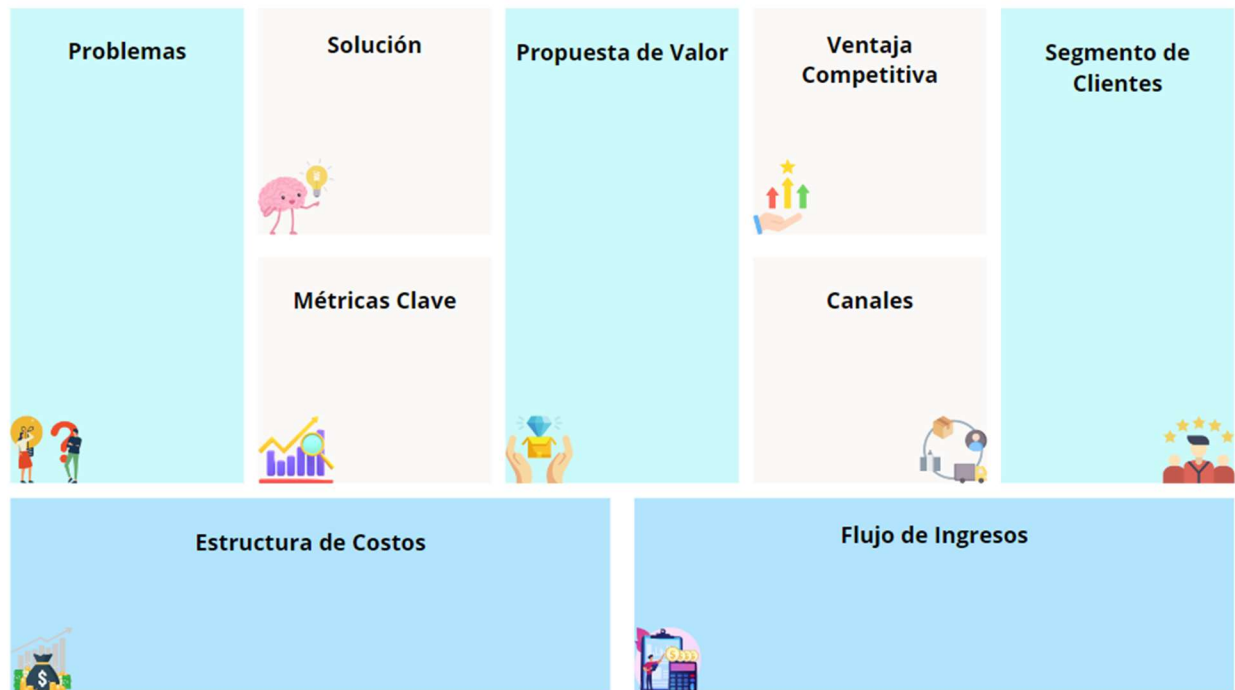 Problemas
Solución
Propuesta de Valor
Ventaja
Competitiva
Segmento de
Clientes
Métricas Clave
Canales
Estructura de Costos
Flujo de Ingresos